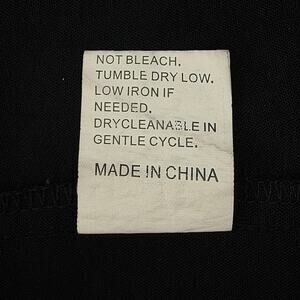 NOT BLEACH.
TUMBLE DRY LOW.
LOW IRON IF
NEEDED.
DRYCLEANABLE IN
GENTLE CYCLE.
MADE IN CHINA